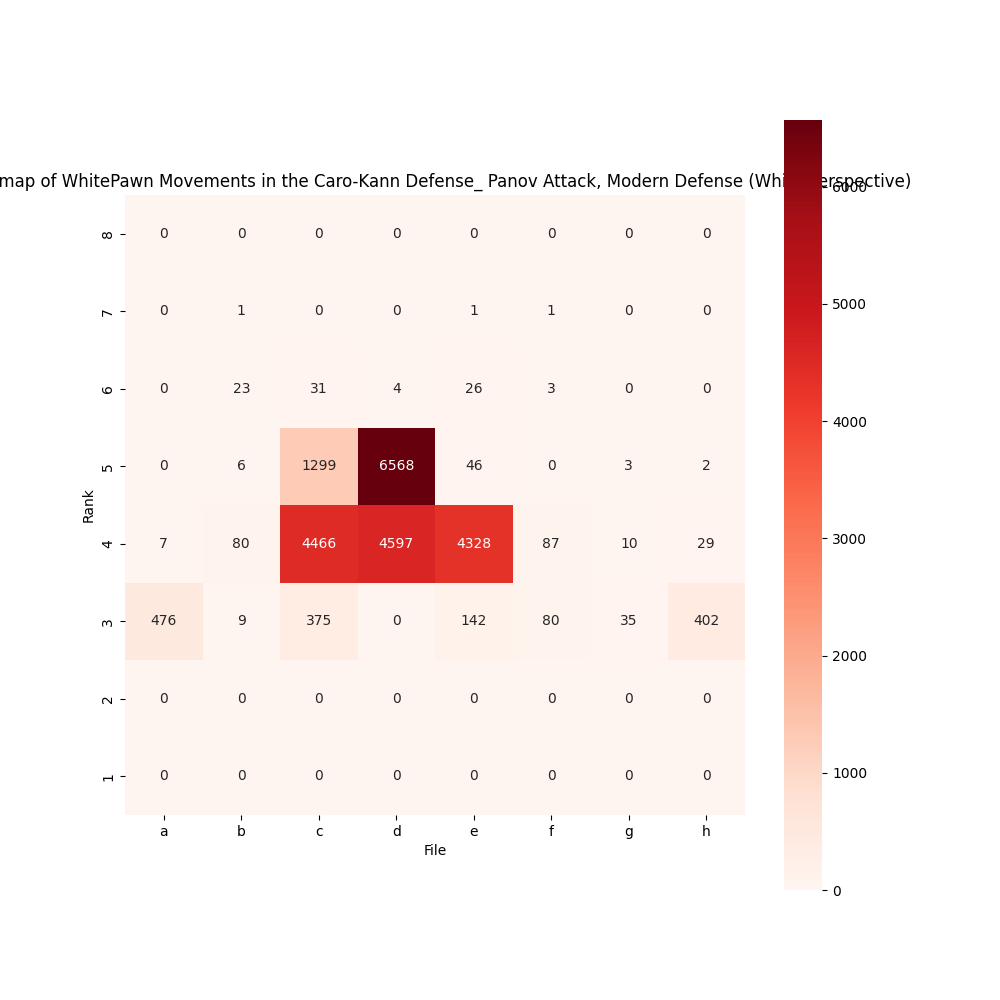 map of WhitePawn Movements in the Caro-Kann Defense_ Panov Attack, Modern Defense (Whi erspective)
6000
8 0 0 0 0 0 0 0 0
7 0 1 0 0 1 1 0 0
5000
6 0 23 31 4 26 3 0 0
4000
5 0 6 1299 6568 46 0 3 2
Rank
3000
4 7 80 4466 4597 4328 87 10 29
3 476 9 375 0 142 80 35 402
2000
2 0 0 0 0 0 0 0 0
1000
1 0 0 0 0 0 0 0 0
a b c d e f g h
File
0